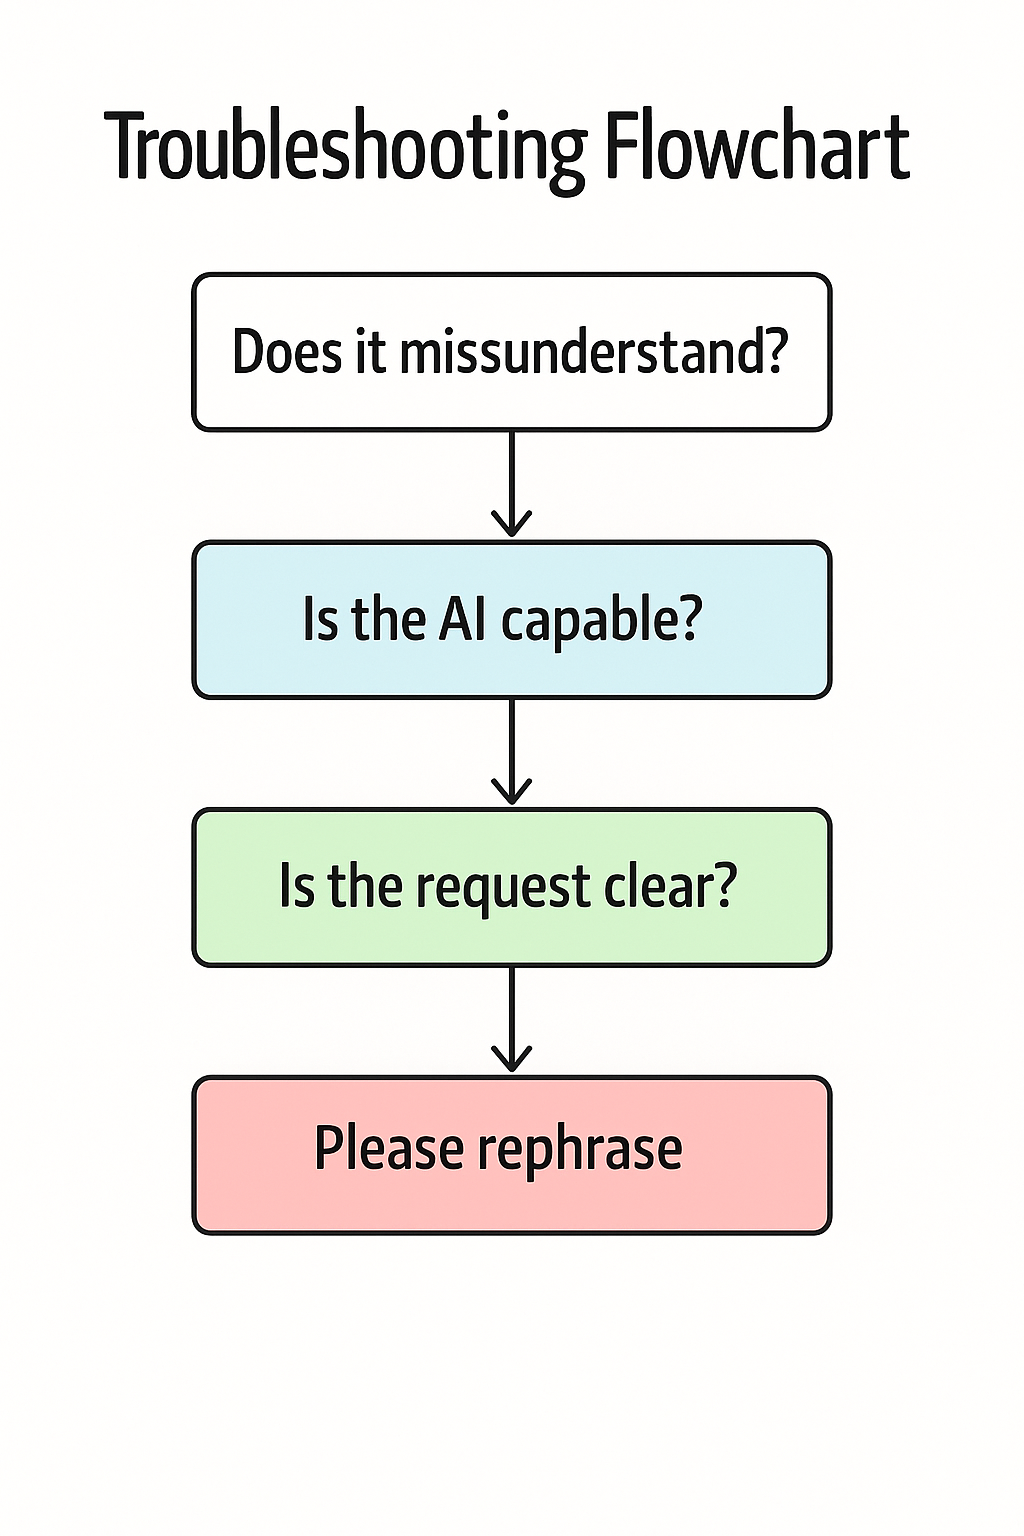 Troubleshooting Flowchart
Does it missunderstand?
Is the AI capable?
Is the request clear?
Please rephrase